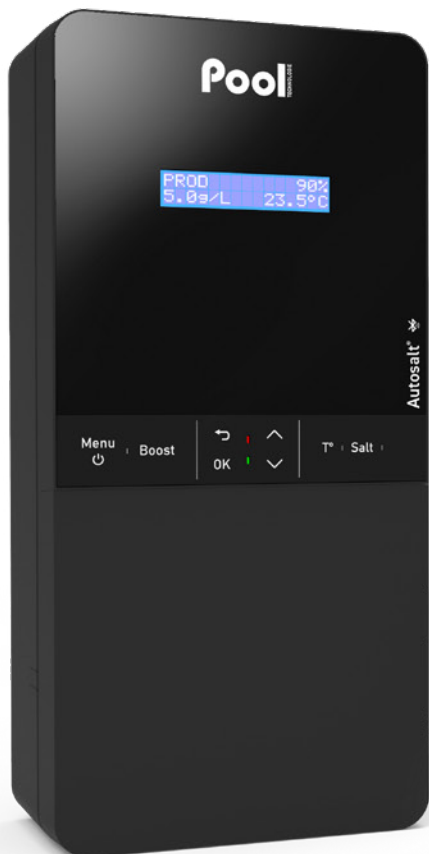 Pool
TECHNOLOGIE
PROD 90%
5.0g/L 23.5°C
Autosalt®
Menu
Boost
OK
T°
Salt